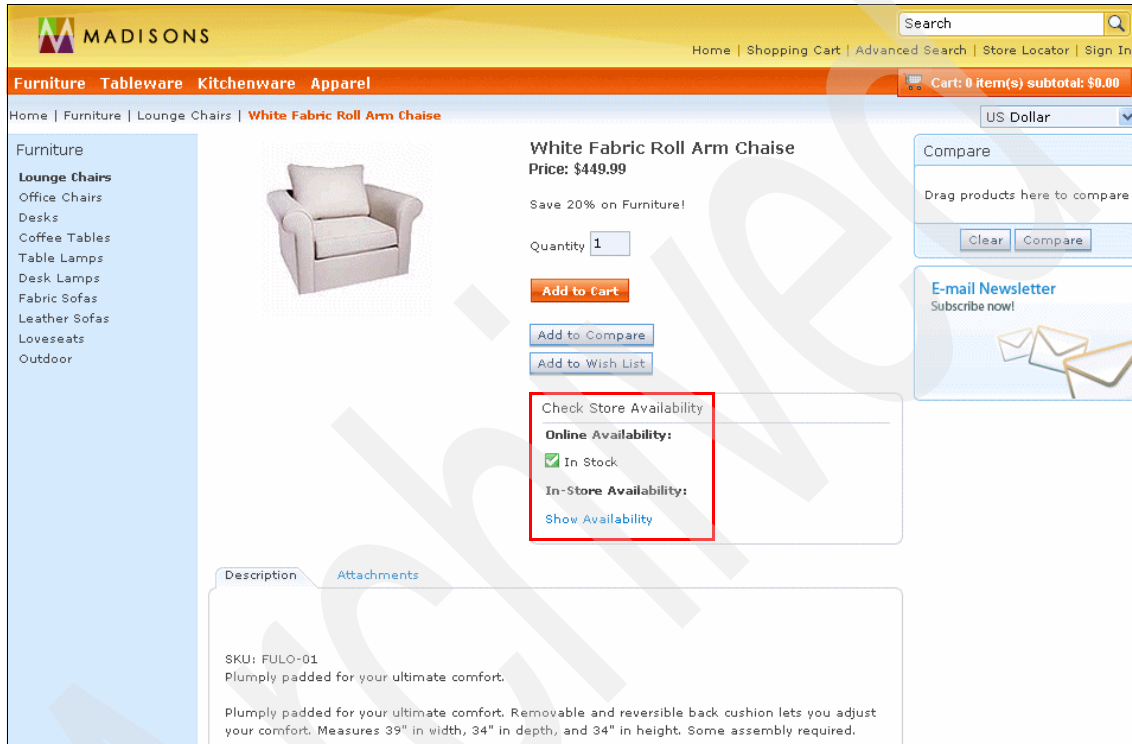 MADISONS
Search
Home | Shopping Cart | Advanced Search | Store Locator | Sign In
Furniture Tableware Kitchenware Apparel
Cart: 0 item(s) subtotal: $0.00
Home | Furniture | Lounge Chairs | White Fabric Roll Arm Chaise
US Dollar
Furniture
Lounge Chairs
Office Chairs
Desks
Coffee Tables
Table Lamps
Desk Lamps
Fabric Sofas
Leather Sofas
Loveseats
Outdoor
White Fabric Roll Arm Chaise
Price: $449.99
Save 20% on Furniture!
Quantity 1
Add to Cart
Add to Compare
Add to Wish List
Check Store Availability
Online Availability:
In Stock
In-Store Availability:
Show Availability
Compare
Drag products here to compare
Clear Compare
E-mail Newsletter
Subscribe now!
Description Attachments
SKU: FULO-01
Plumply padded for your ultimate comfort.
Plumply padded for your ultimate comfort. Removable and reversible back cushion lets you adjust
your comfort. Measures 39" in width, 34" in depth, and 34" in height. Some assembly required.
Archived